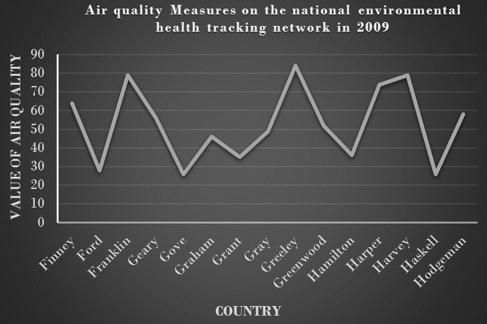 Air quality Measures on the national environmental
health tracking network in 2009
VALUE OF AIR QUALITY
90
80
70
60
50
40
30
20
10
0
Finney
Ford
Franklin
Geary
Gove
Graham
Grant
Gray
Greeley
Greenwood
Hamilton
Harper
Harvey
Haskell
Hodgeman
COUNTRY